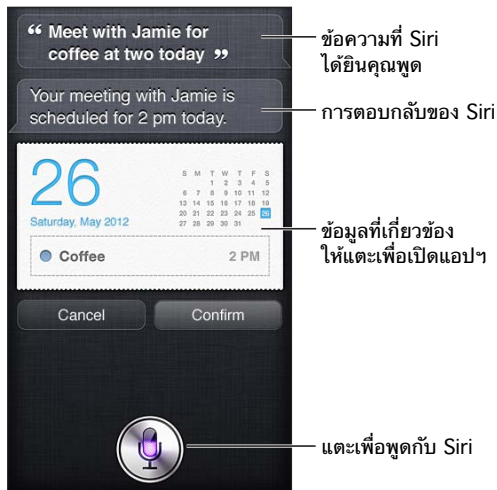 “ Meet with Jamie for
coffee at two today ”
ข้อความที่ Siri
ได้ยินคุณพูด
Your meeting with Jamie is
scheduled for 2 pm today.
การตอบกลับของ Siri
26
Saturday, May 2012
S M T W T F S
1 2 3 4 5
6 7 8 9 10 11 12
13 14 15 16 17 18 19
20 21 22 23 24 25 26
27 28 29 30 31
Coffee 2 PM
ข้อมูลที่เกี่ยวข้อง
ให้แตะเพื่อเปิดแอปฯ
Cancel Confirm
แตะเพื่อพูดกับ Siri